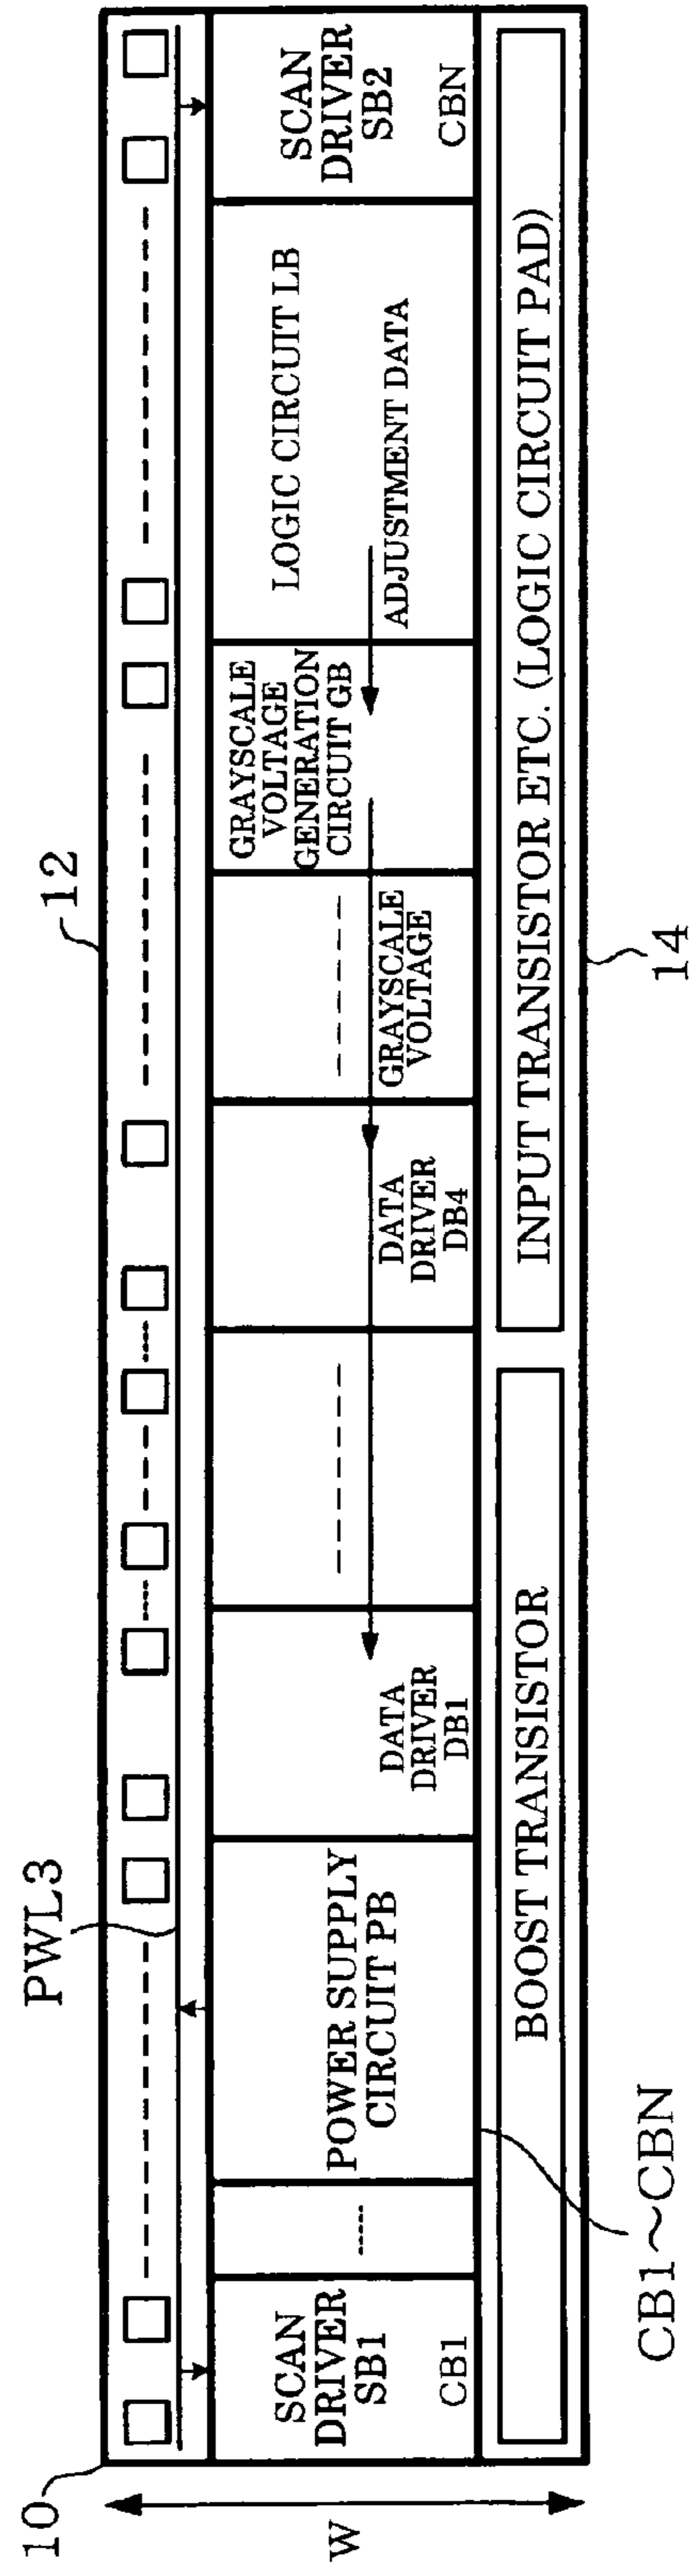 10
12
PWL3
W
SCAN
DRIVER
SB1
CB1
POWER SUPPLY
CIRCUIT PB
DATA
DRIVER
DB1
DATA
DRIVER
DB4
GRAYSCALE
VOLTAGE
GRAYSCALE
VOLTAGE
GENERATION
CIRCUIT GB
LOGIC CIRCUIT LB
ADJUSTMENT DATA
SCAN
DRIVER
SB2
CBN
BOOST TRANSISTOR
INPUT TRANSISTOR ETC. (LOGIC CIRCUIT PAD)
CB1～CBN
14